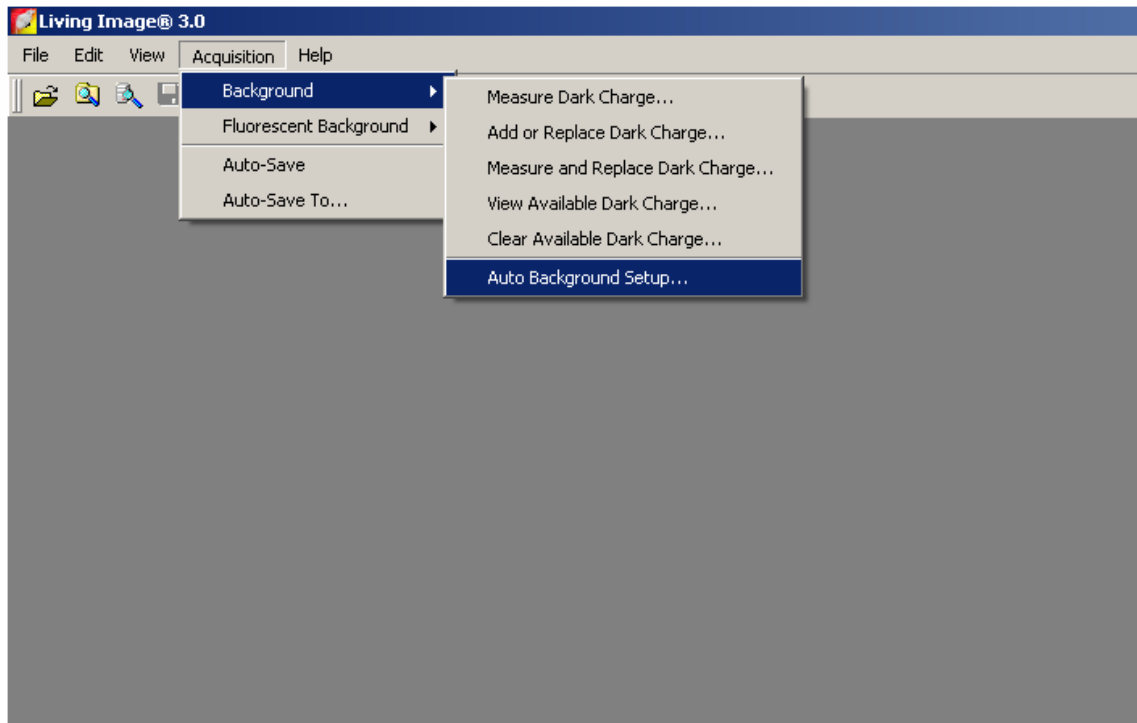 Living Image® 3.0
File Edit View Acquisition Help
Background
Fluorescent Background
Auto-Save
Auto-Save To...
Measure Dark Charge...
Add or Replace Dark Charge...
Measure and Replace Dark Charge...
View Available Dark Charge...
Clear Available Dark Charge...
Auto Background Setup...